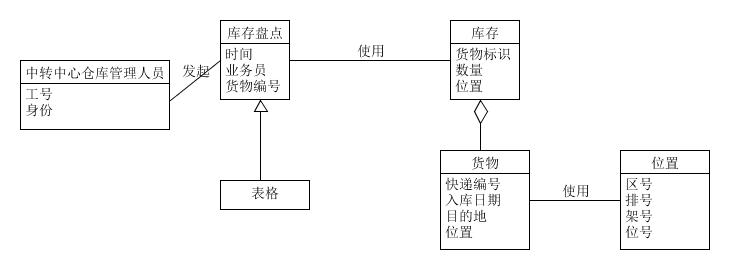 中转中心仓库管理人员
工号
身份
发起
库存盘点
时间
业务员
货物编号
表格
使用
库存
货物标识
数量
位置
货物
快递编号
入库日期
目的地
位置
使用
位置
区号
排号
架号
位号